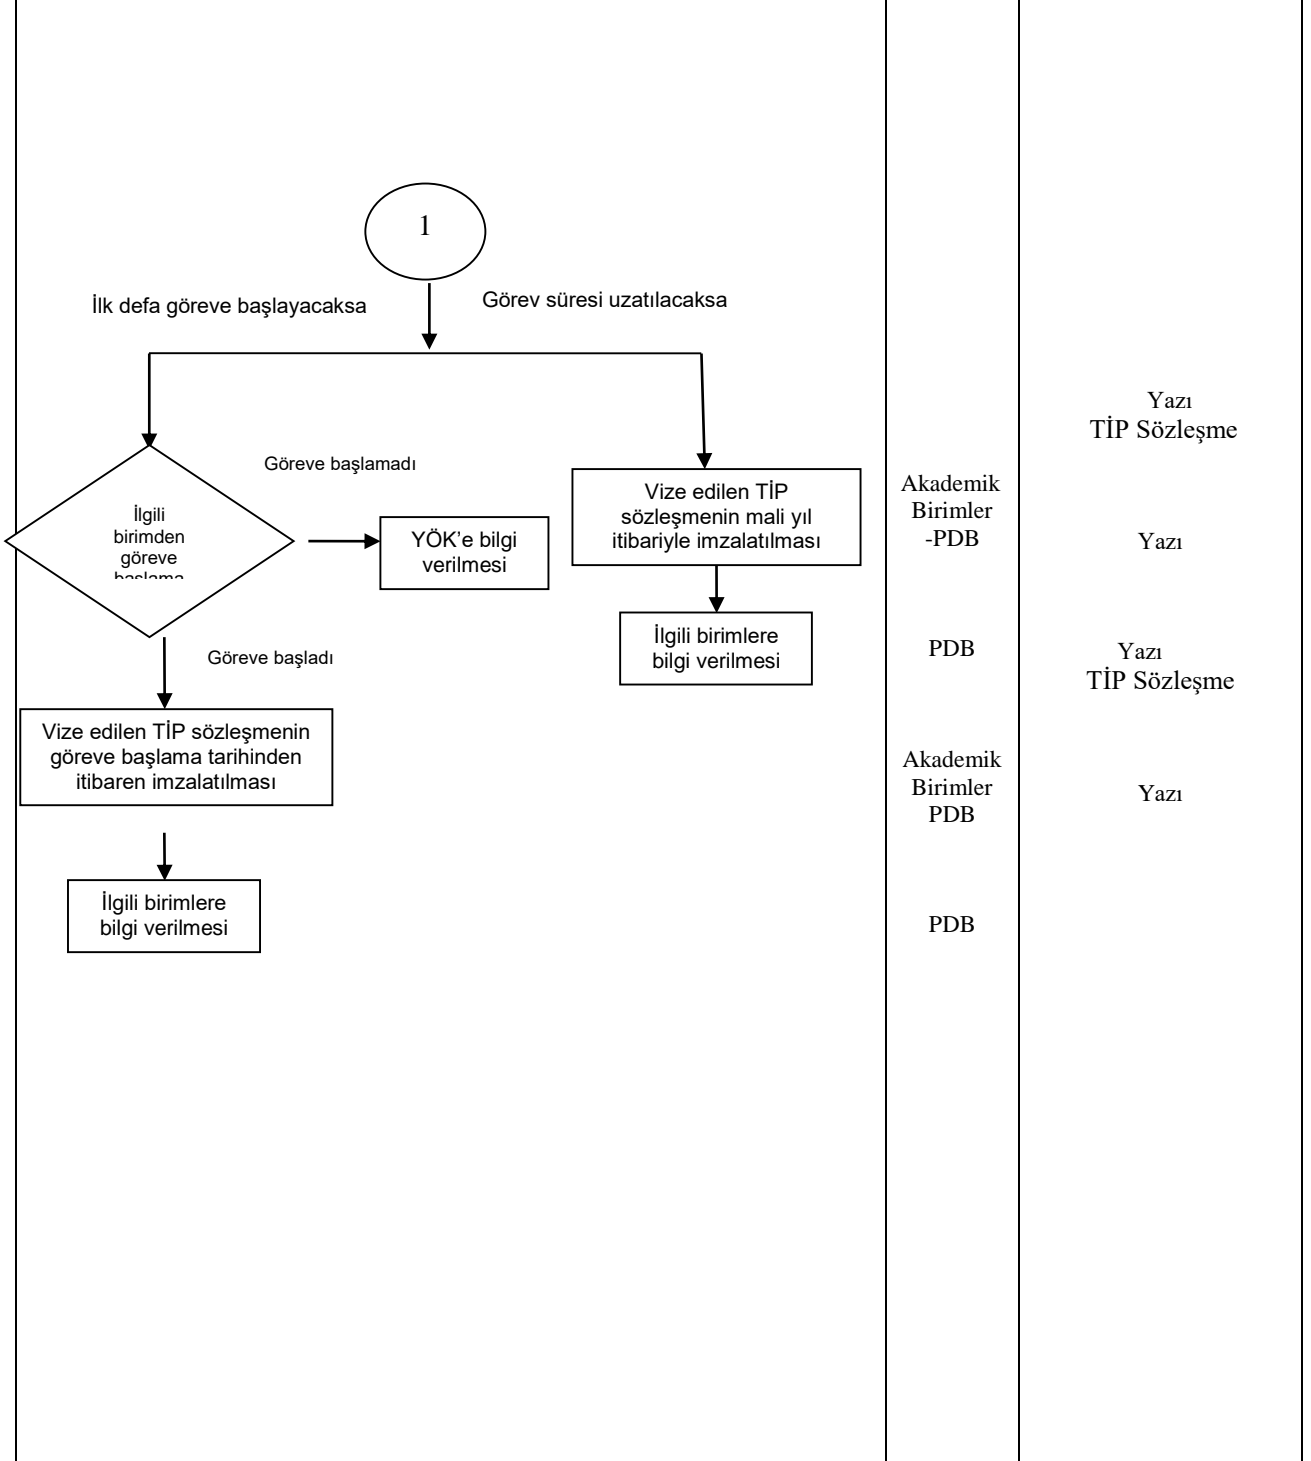 1
İlk defa göreve başlayacaksa
Görev süresi uzatılacaksa
Göreve başlamadı
İlgili
birimden
göreve
başlama
YÖK’e bilgi
verilmesi
Vize edilen TİP
sözleşmenin mali yıl
itibariyle imzalatılması
İlgili birimlere
bilgi verilmesi
Göreve başladı
Vize edilen TİP sözleşmenin
göreve başlama tarihinden
itibaren imzalatılması
İlgili birimlere
bilgi verilmesi
Akademik
Birimler
-PDB
PDB
Akademik
Birimler
PDB
PDB
Yazı
TİP Sözleşme
Yazı
Yazı
TİP Sözleşme
Yazı